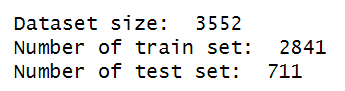 Dataset size:  3552
Number of train set:  2841
Number of test set:  711